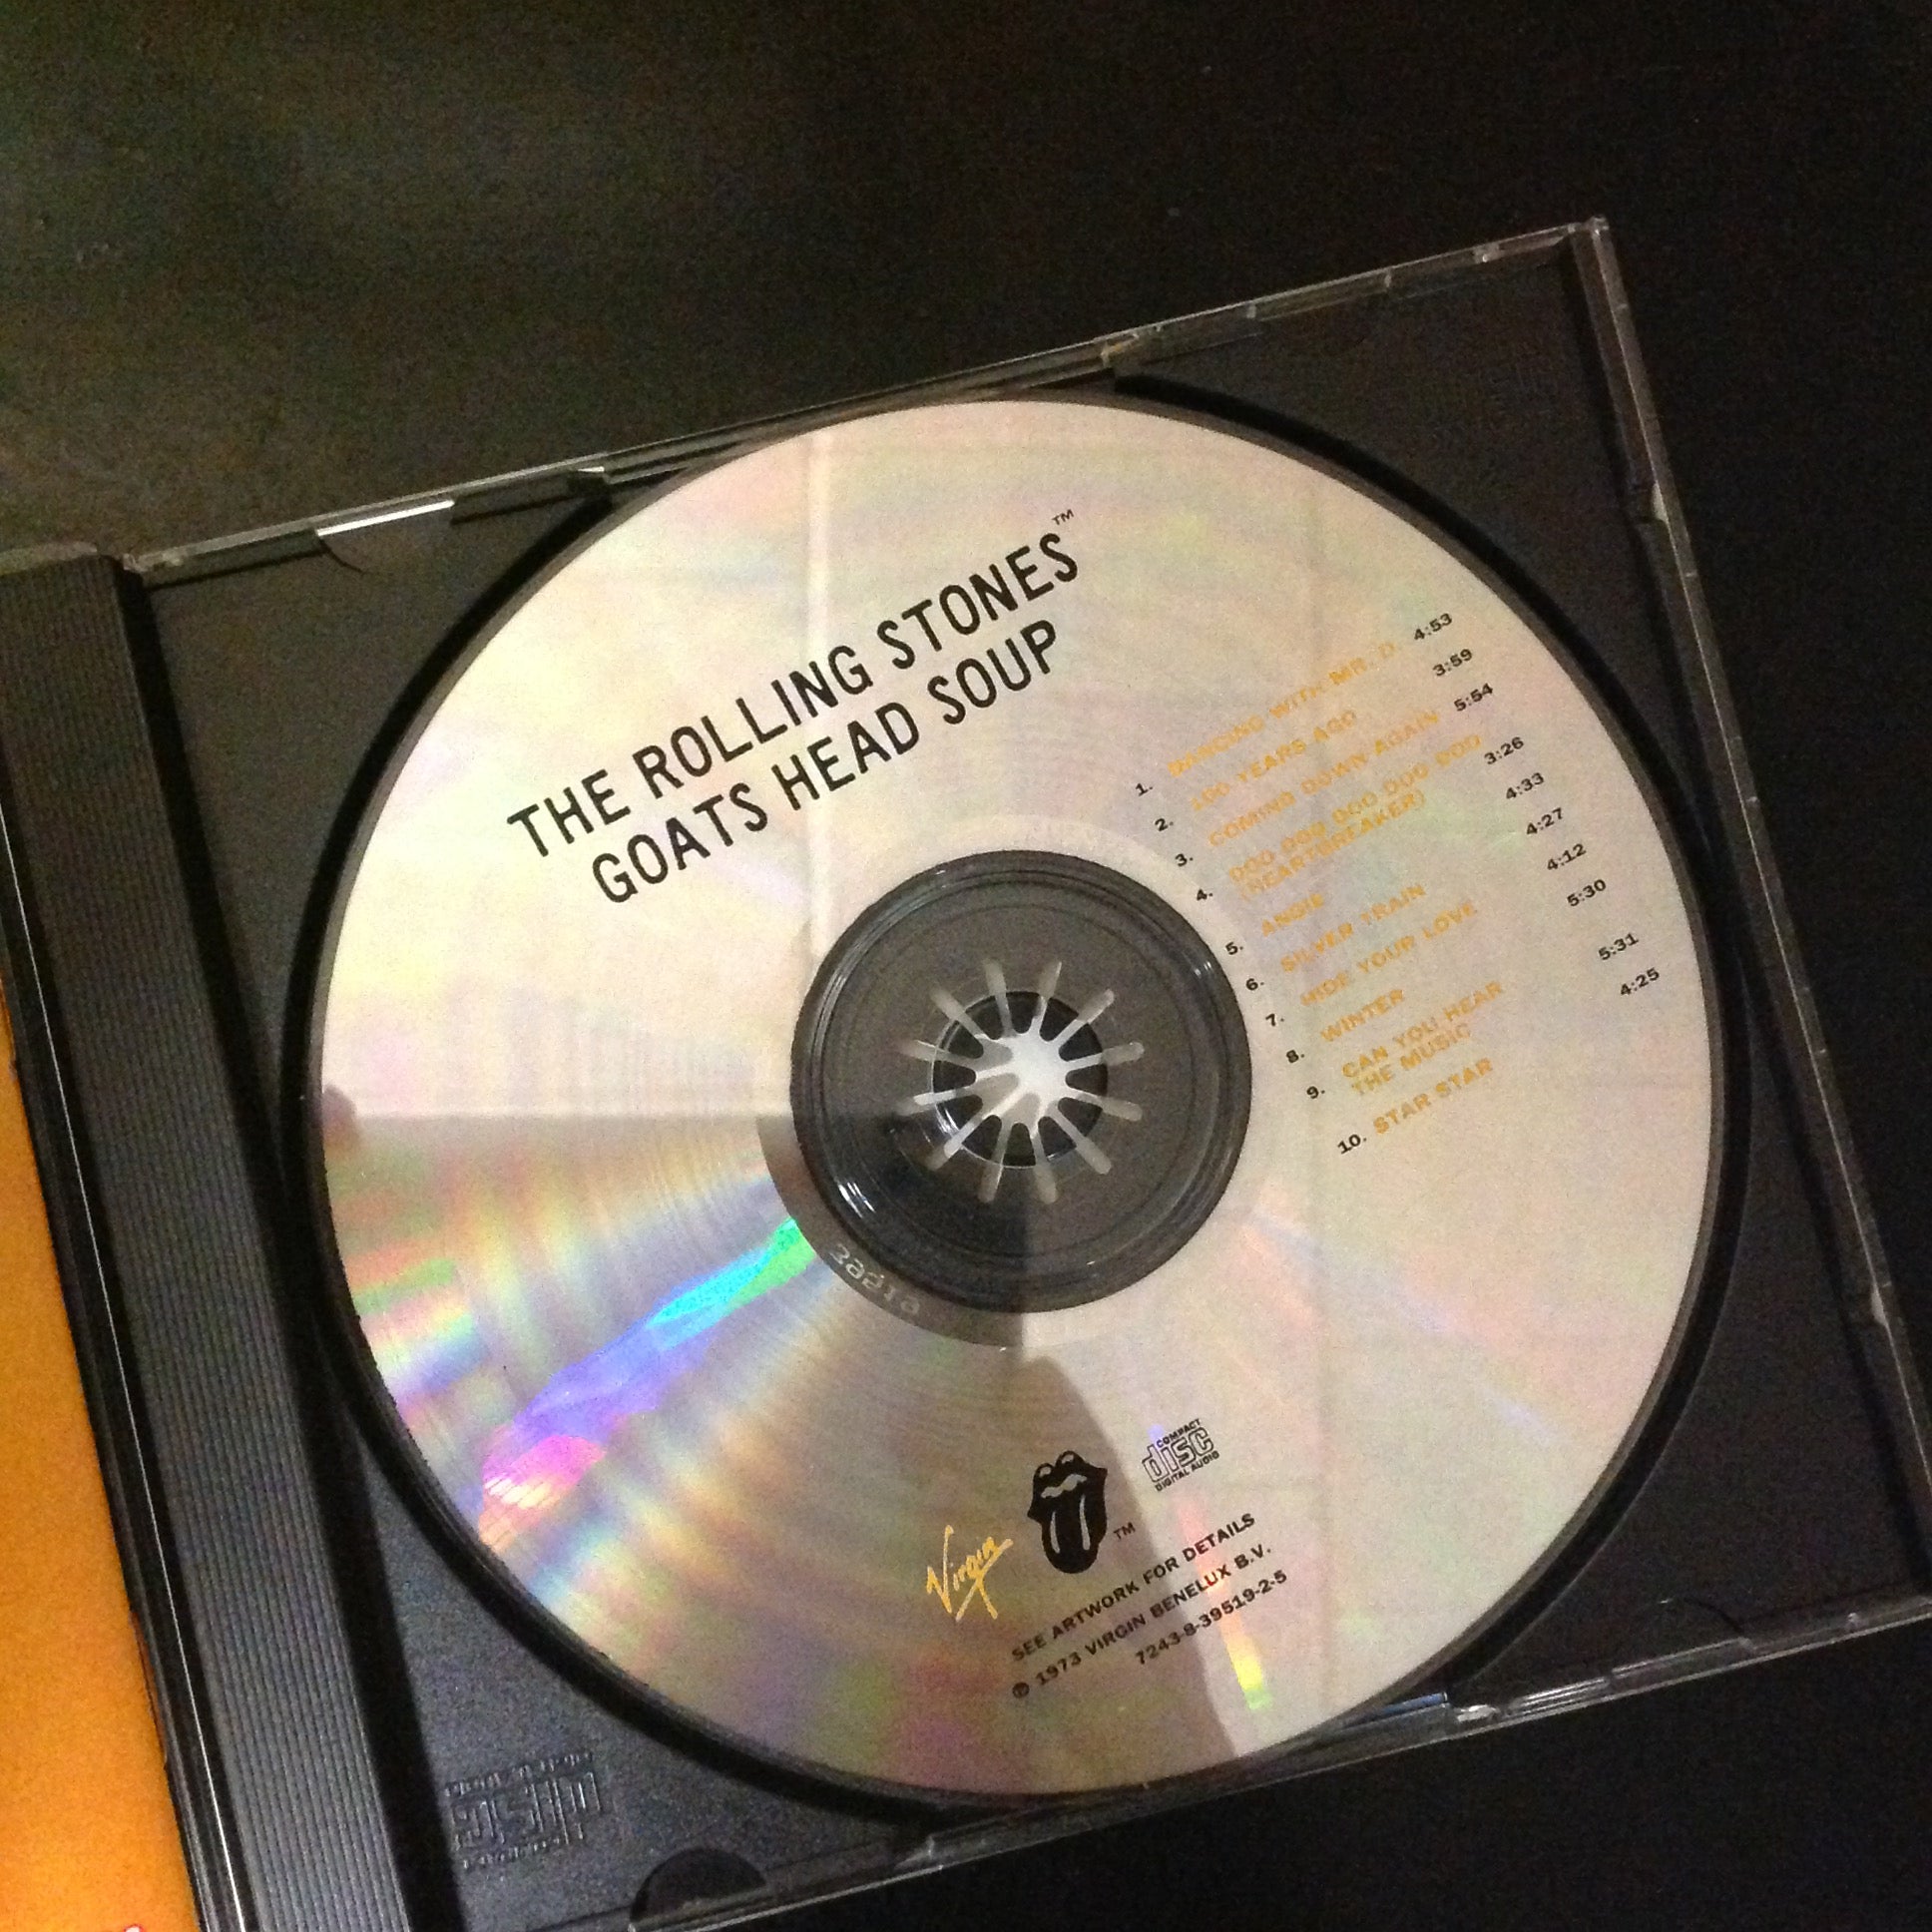 THE ROLLING STONES™
GOATS HEAD SOUP
1. DANCING WITH MR. D. 4:53
2. 100 YEARS AGO 3:59
3. COMING DOWN AGAIN 5:54
4. DOO DOO DOO DOO DOO 3:26
(HEARTBREAKER)
5. ANGIE 4:33
6. SILVER TRAIN 4:27
7. HIDE YOUR LOVE 4:12
8. WINTER 5:30
9. CAN YOU HEAR 5:31
THE MUSIC
10. STAR STAR 4:25
COMPACT
disc
DIGITAL AUDIO
TM
Virgin
SEE ARTWORK FOR DETAILS
℗ 1973 VIRGIN BENELUX B.V.
7243-8-39519-2-5